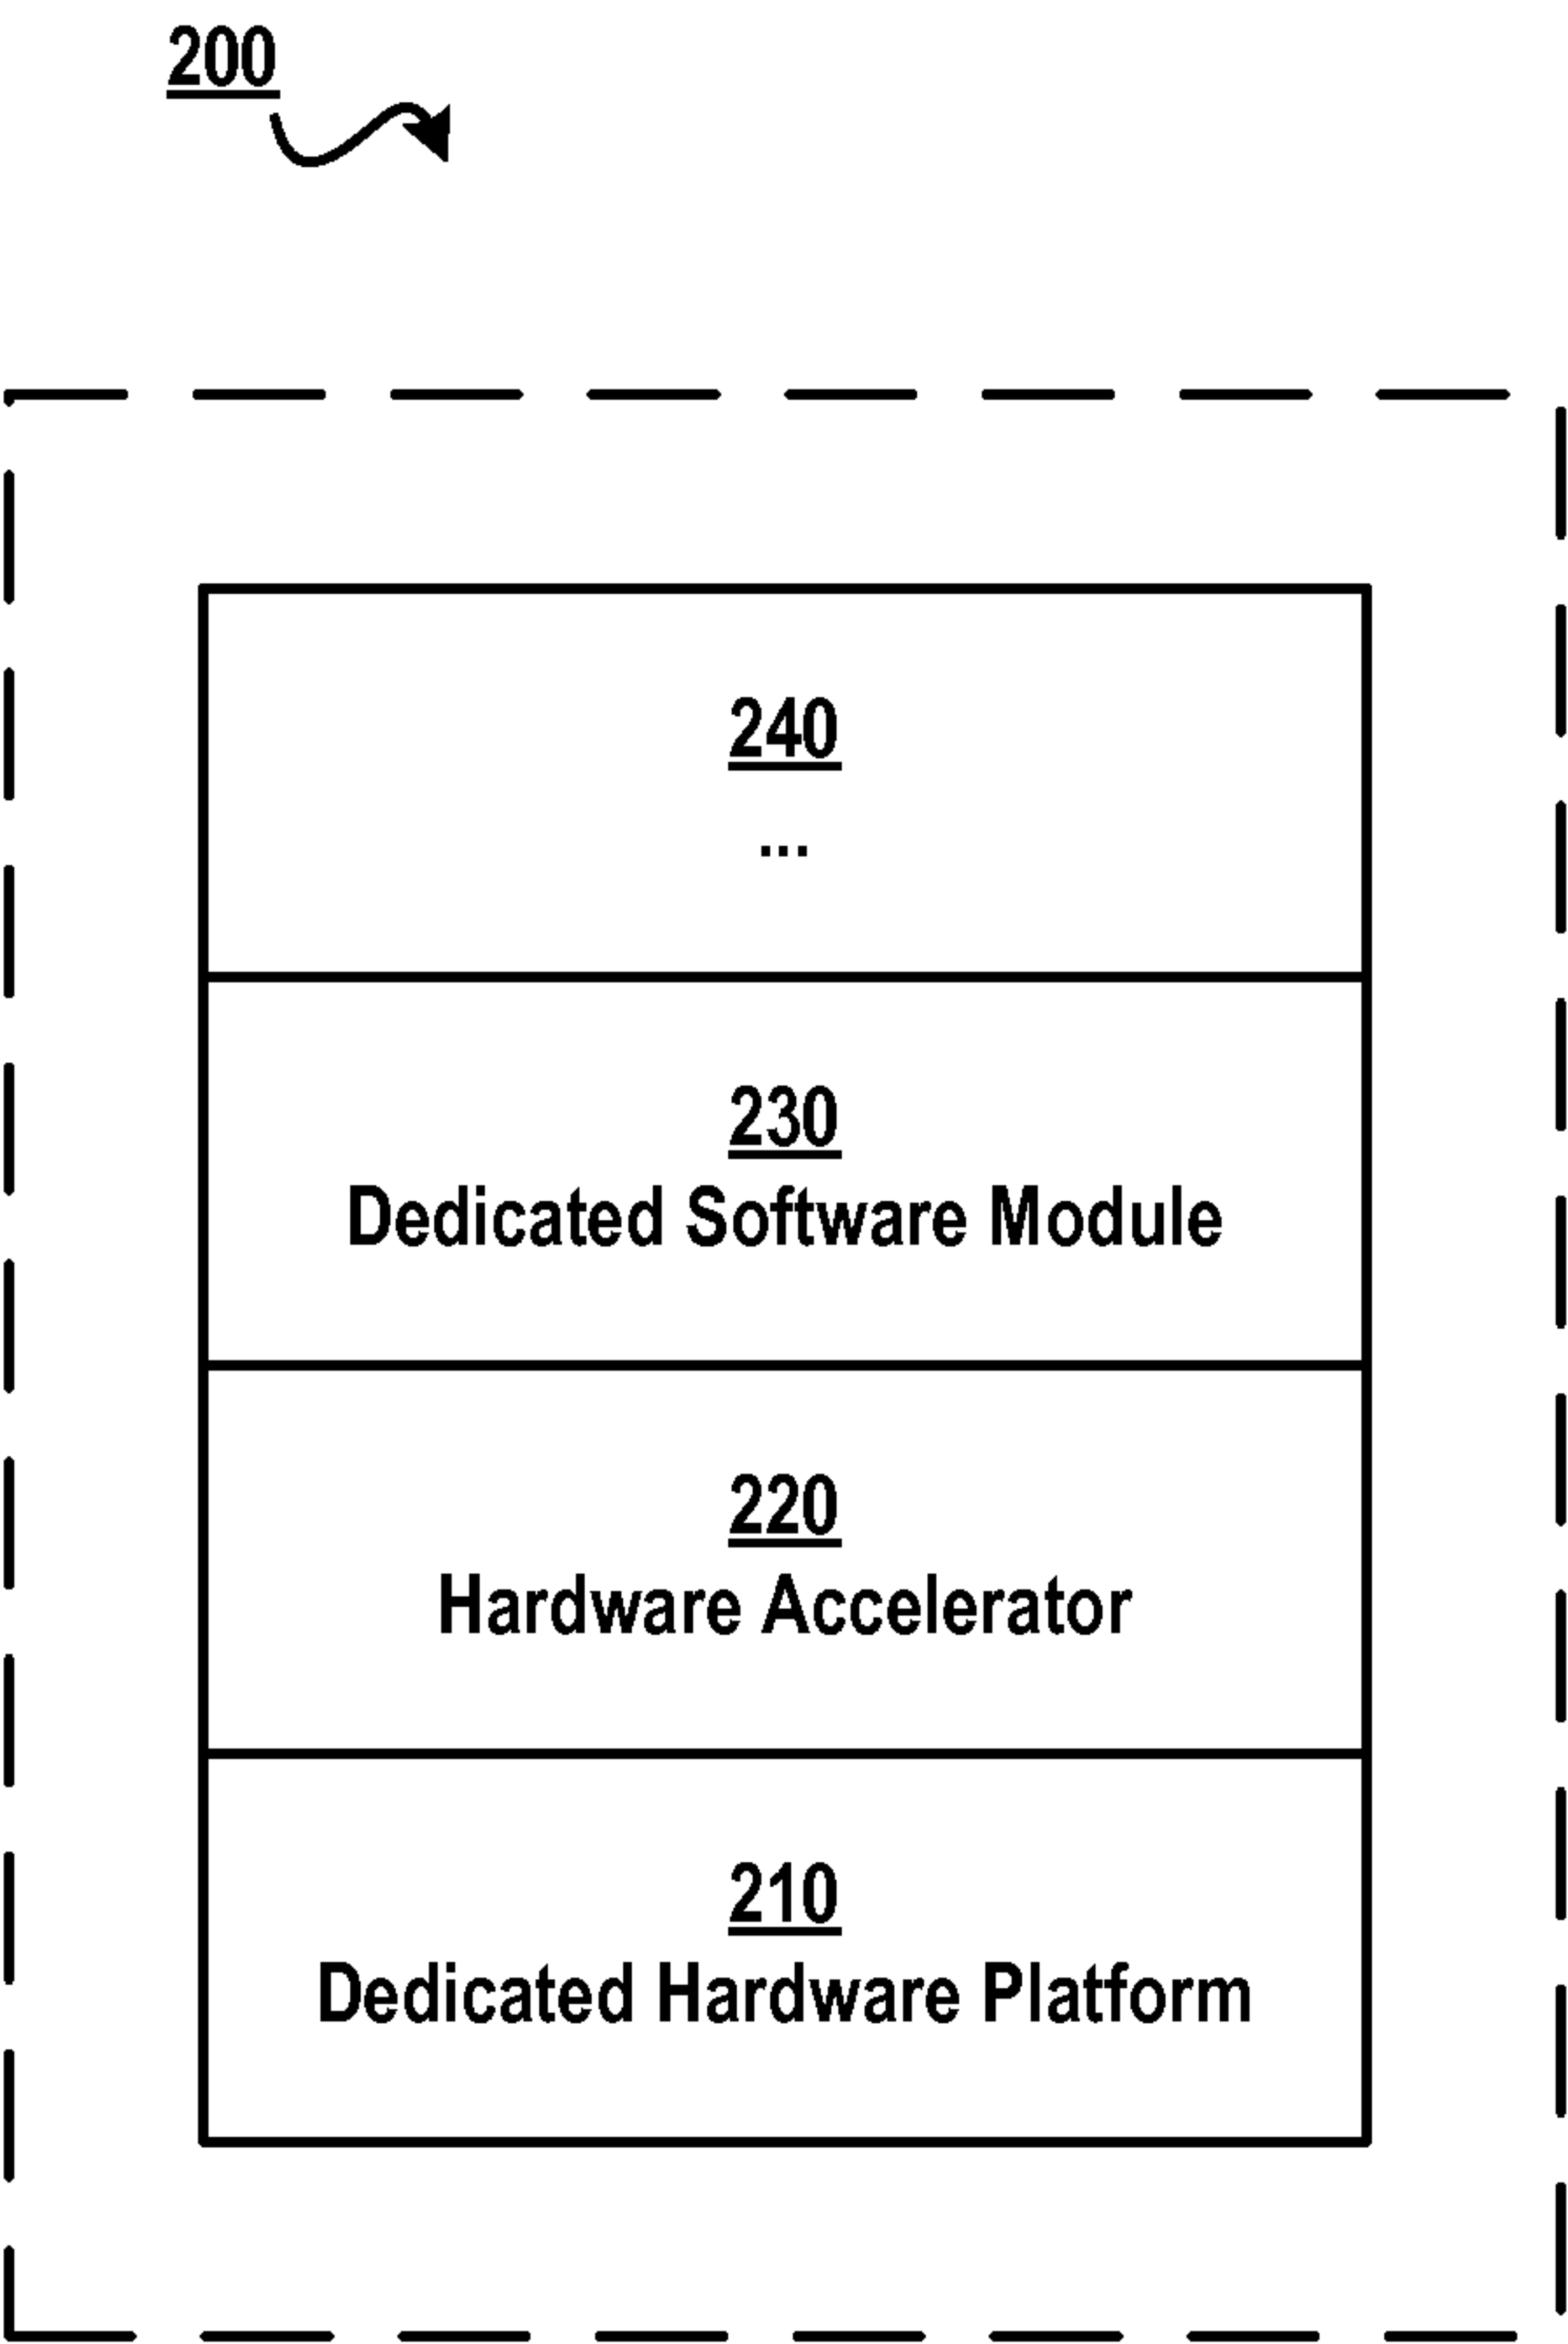 200
240
...
230
Dedicated Software Module
220
Hardware Accelerator
210
Dedicated Hardware Platform